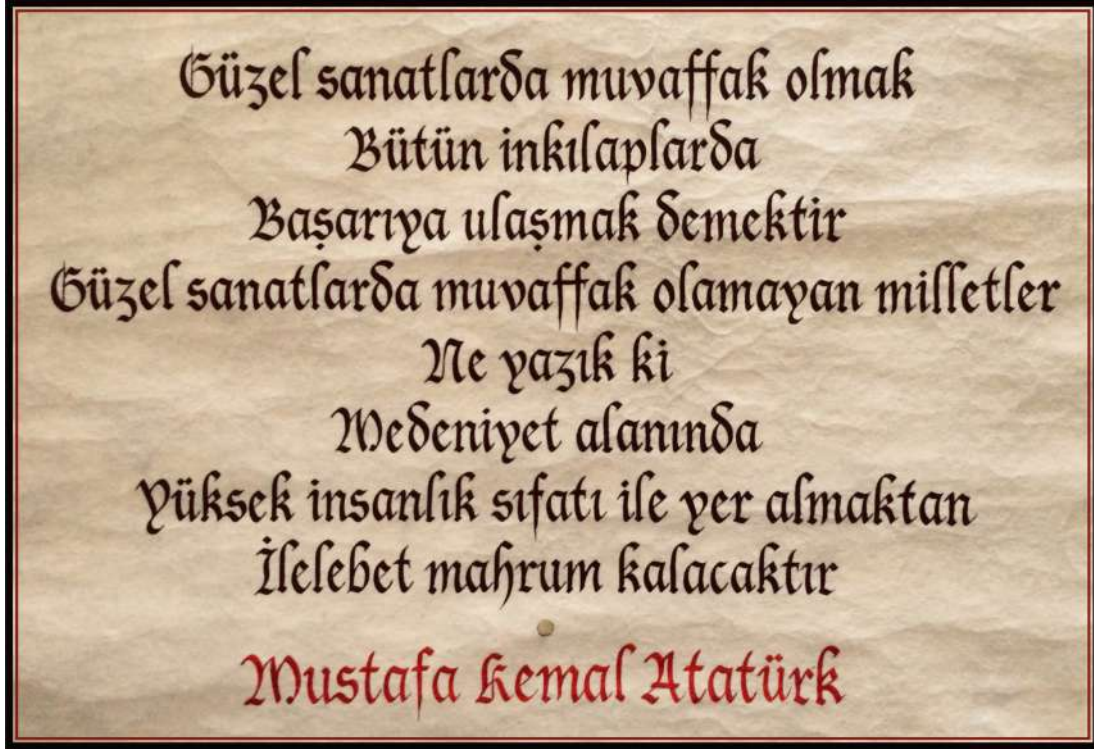 Güzel sanatlarda muvaffak olmak
Bütün inkılaplarda
Başarıya ulaşmak demektir
Güzel sanatlarda muvaffak olamayan milletler
Ne yazık ki
Medeniyet alanında
Yüksek insanlık sıfatı ile yer almaktan
İlelebet mahrum kalacaktır
Mustafa Kemal Atatürk